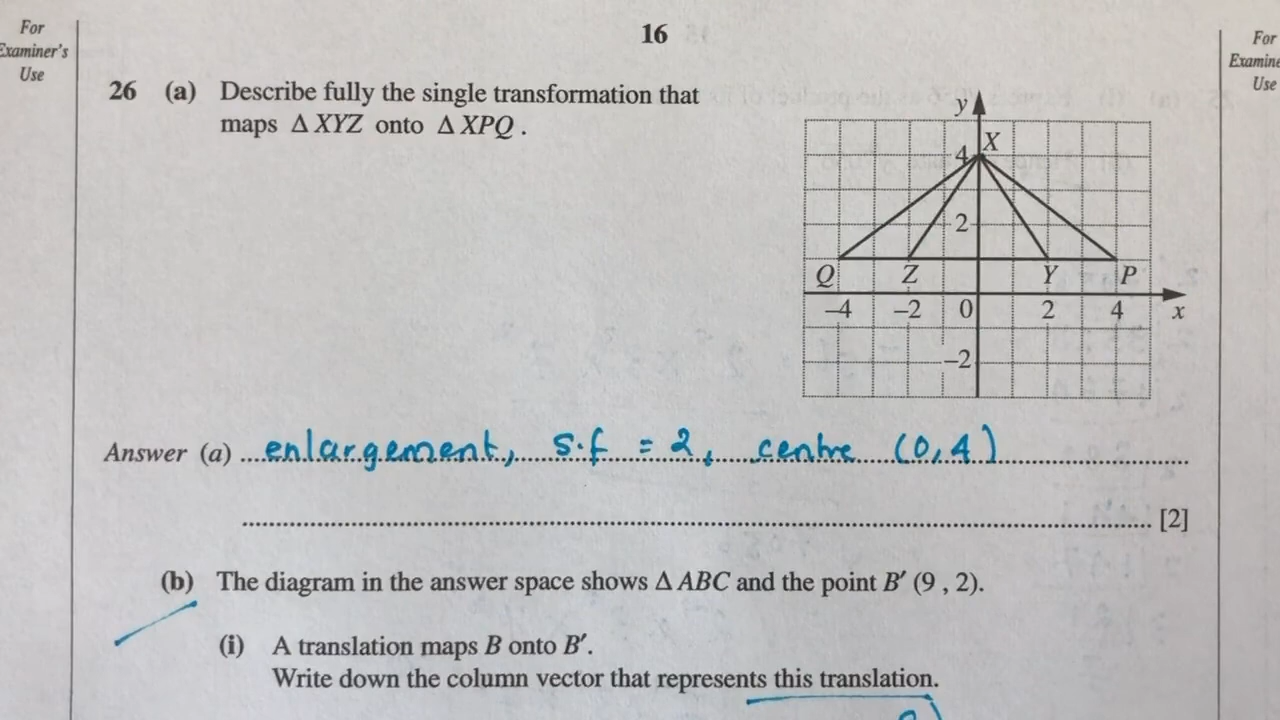 For
Examiner's
Use
16
For
Examine
Use
26 (a) Describe fully the single transformation that
maps Δ XYZ onto Δ XPQ.
y
X
4
2
Q Z Y P
–4 –2 0 2 4 x
–2
Answer (a) enlargement, s.f = 2, centre (0,4)
[2]
(b) The diagram in the answer space shows Δ ABC and the point B′ (9 , 2).
(i) A translation maps B onto B′.
Write down the column vector that represents this translation.